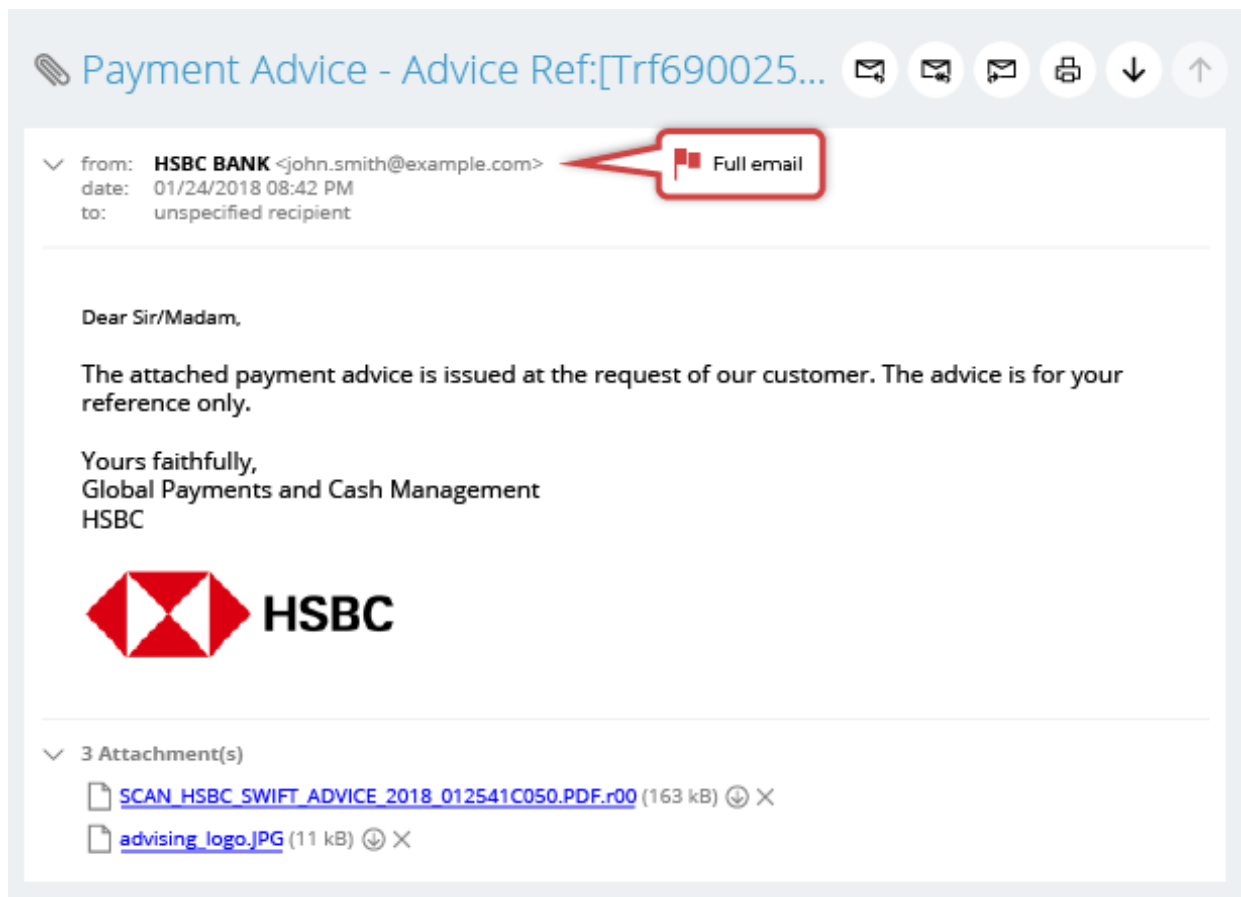 Payment Advice - Advice Ref:[Trf690025...
from: HSBC BANK <john.smith@example.com>
Full email
date: 01/24/2018 08:42 PM
to: unspecified recipient
Dear Sir/Madam,
The attached payment advice is issued at the request of our customer. The advice is for your
reference only.
Yours faithfully,
Global Payments and Cash Management
HSBC
HSBC
3 Attachment(s)
SCAN_HSBC_SWIFT_ADVICE_2018_012541C050.PDF.r00 (163 kB)
advising_logo.JPG (11 kB)